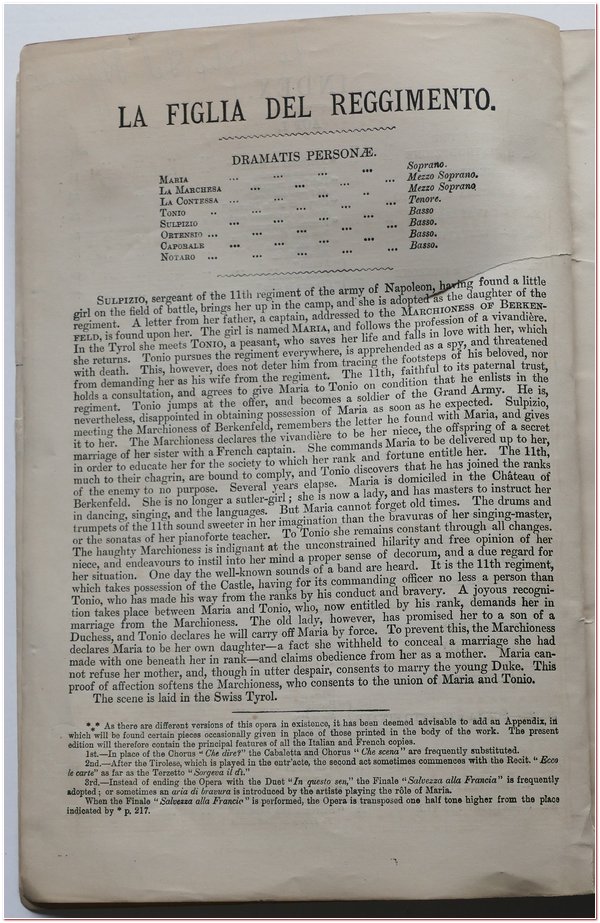 LA FIGLIA DEL REGGIMENTO.
DRAMATIS PERSONÆ.
MARIA ... ... ... ... Soprano.
LA MARCHESA ... ... ... ... Mezzo Soprano.
LA CONTESSA ... ... ... .. Mezzo Soprano
TONIO .. ... ... ... Tenore.
SULPIZIO ... ... ... Basso
ORTENSIO ... ... ... ... Basso.
CAPORALE ... ... ... ... Basso.
NOTARO ... ... ... ... Basso.
SULPIZIO, sergeant of the 11th regiment of the army of Napoleon, having found a little
girl on the field of battle, brings her up in the camp, and she is adopted as the daughter of the
regiment. A letter from her father, a captain, addressed to the MARCHIONESS OF BERKEN-
FELD, is found upon her. The girl is named MARIA, and follows the profession of a vivandière.
In the Tyrol she meets TONIO, a peasant, who saves her life and falls in love with her, which
she returns. Tonio pursues the regiment everywhere, is apprehended as a spy, and threatened
with death. This, however, does not deter him from tracing the footsteps of his beloved, nor
from demanding her as his wife from the regiment. The 11th, faithful to its paternal trust,
holds a consultation, and agrees to give Maria to Tonio on condition that he enlists in the
regiment. Tonio jumps at the offer, and becomes a soldier of the Grand Army. He is,
nevertheless, disappointed in obtaining possession of Maria as soon as he expected. Sulpizio,
meeting the Marchioness of Berkenfeld, remembers the letter he found with Maria, and gives
it to her. The Marchioness declares the vivandière to be her niece, the offspring of a secret
marriage of her sister with a French captain. She commands Maria to be delivered up to her,
in order to educate her for the society to which her rank and fortune entitle her. The 11th,
much to their chagrin, are bound to comply, and Tonio discovers that he has joined the ranks
of the enemy to no purpose. Several years elapse. Maria is domiciled in the Château of
Berkenfeld. She is no longer a sutler-girl; she is now a lady, and has masters to instruct her
in dancing, singing, and the languages. But Maria cannot forget old times. The drums and
trumpets of the 11th sound sweeter in her imagination than the bravuras of her singing-master,
or the sonatas of her pianoforte teacher. To Tonio she remains constant through all changes.
The haughty Marchioness is indignant at the unconstrained hilarity and free opinion of her
niece, and endeavours to instil into her mind a proper sense of decorum, and a due regard for
her situation. One day the well-known sounds of a band are heard. It is the 11th regiment,
which takes possession of the Castle, having for its commanding officer no less a person than
Tonio, who has made his way from the ranks by his conduct and bravery. A joyous recogni-
tion takes place between Maria and Tonio, who, now entitled by his rank, demands her in
marriage from the Marchioness. The old lady, however, has promised her to a son of a
Duchess, and Tonio declares he will carry off Maria by force. To prevent this, the Marchioness
declares Maria to be her own daughter—a fact she withheld to conceal a marriage she had
made with one beneath her in rank—and claims obedience from her as a mother. Maria can-
not refuse her mother, and, though in utter despair, consents to marry the young Duke. This
proof of affection softens the Marchioness, who consents to the union of Maria and Tonio.
The scene is laid in the Swiss Tyrol.
*** As there are different versions of this opera in existence, it has been deemed advisable to add an Appendix, in
which will be found certain pieces occasionally given in place of those printed in the body of the work. The present
edition will therefore contain the principal features of all the Italian and French copies.
1st.—In place of the Chorus "Che dire?" the Cabaletta and Chorus "Che scena" are frequently substituted.
2nd.—After the Tirolese, which is played in the entr'acte, the second act sometimes commences with the Recit. "Ecco
le carte" as far as the Terzetto "Sorgeva il dì."
3rd.—Instead of ending the Opera with the Duet "In questo sen," the Finale "Salvezza alla Francia" is frequently
adopted; or sometimes an aria di bravura is introduced by the artiste playing the rôle of Maria.
When the Finale "Salvezza alla Francia" is performed, the Opera is transposed one half tone higher from the place
indicated by * p. 217.